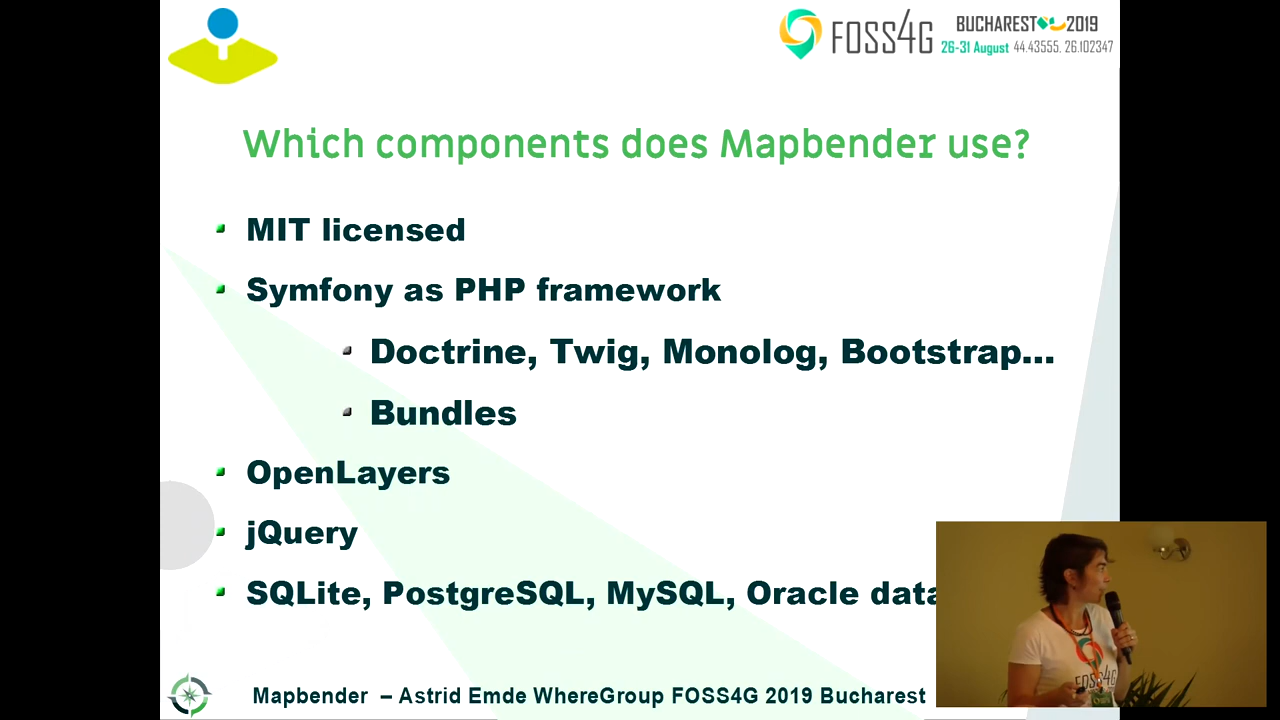 FOSS4G
BUCHAREST 2019
26-31 August 44.43555, 26.102347
Which components does Mapbender use?
MIT licensed
Symfony as PHP framework
Doctrine, Twig, Monolog, Bootstrap...
Bundles
OpenLayers
jQuery
SQLite, PostgreSQL, MySQL, Oracle data
FOSS4G
Mapbender – Astrid Emde WhereGroup FOSS4G 2019 Bucharest